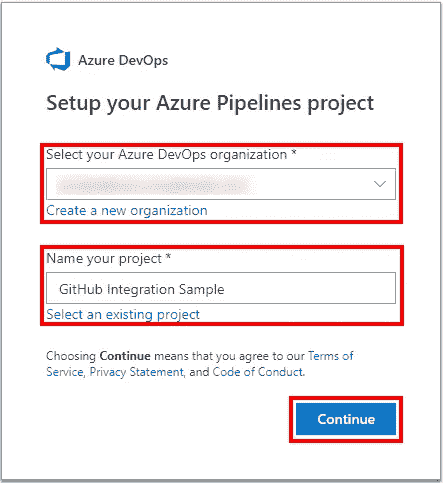 Azure DevOps
Setup your Azure Pipelines project
Select your Azure DevOps organization *
Create a new organization
Name your project *
GitHub Integration Sample
Select an existing project
Choosing Continue means that you agree to our Terms of
Service, Privacy Statement, and Code of Conduct.
Continue